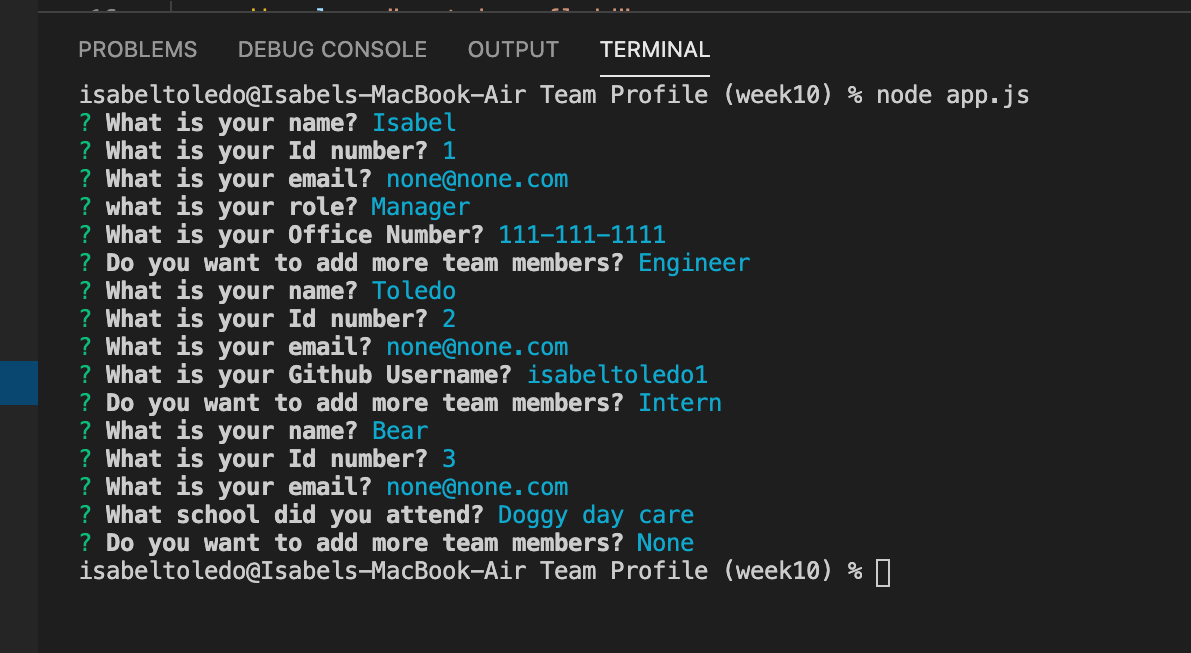 PROBLEMS DEBUG CONSOLE OUTPUT TERMINAL
isabeltoledo@Isabels-MacBook-Air Team Profile (week10) % node app.js
? What is your name? Isabel
? What is your Id number? 1
? What is your email? none@none.com
? what is your role? Manager
? What is your Office Number? 111-111-1111
? Do you want to add more team members? Engineer
? What is your name? Toledo
? What is your Id number? 2
? What is your email? none@none.com
? What is your Github Username? isabeltoledo1
? Do you want to add more team members? Intern
? What is your name? Bear
? What is your Id number? 3
? What is your email? none@none.com
? What school did you attend? Doggy day care
? Do you want to add more team members? None
isabeltoledo@Isabels-MacBook-Air Team Profile (week10) %